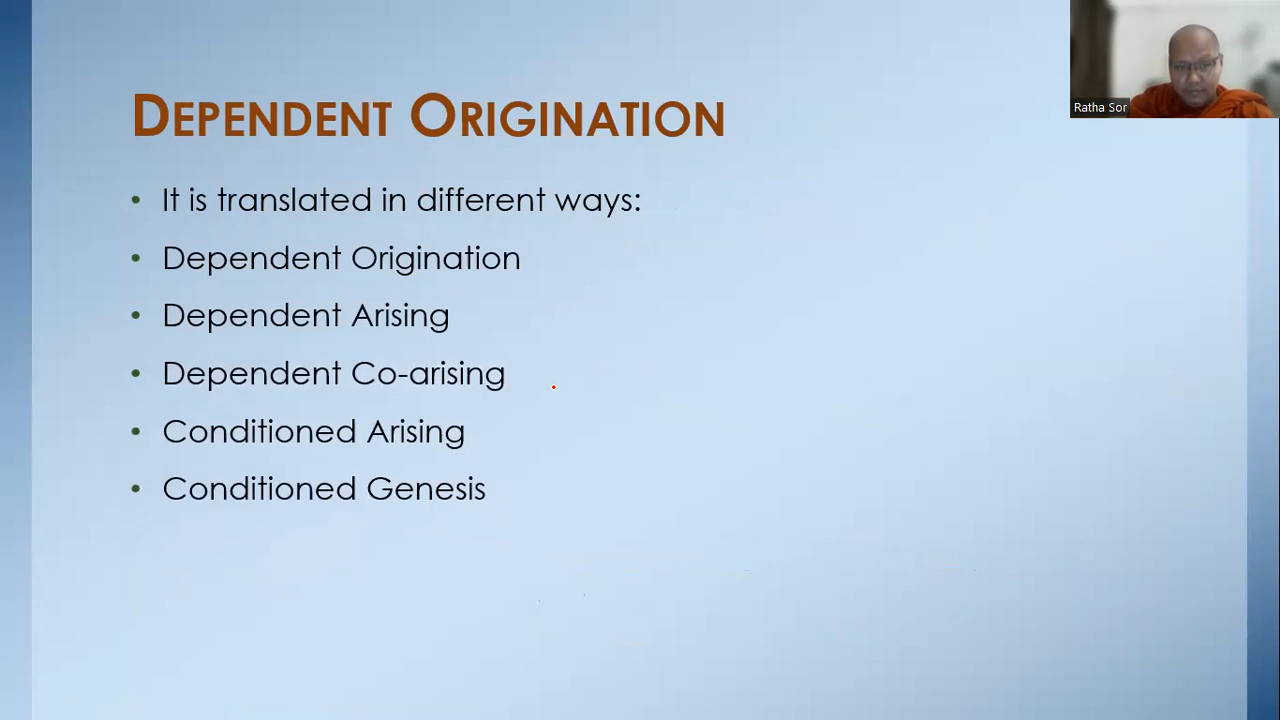 DEPENDENT ORIGINATION
• It is translated in different ways:
• Dependent Origination
• Dependent Arising
• Dependent Co-arising
• Conditioned Arising
• Conditioned Genesis
Ratha Sor